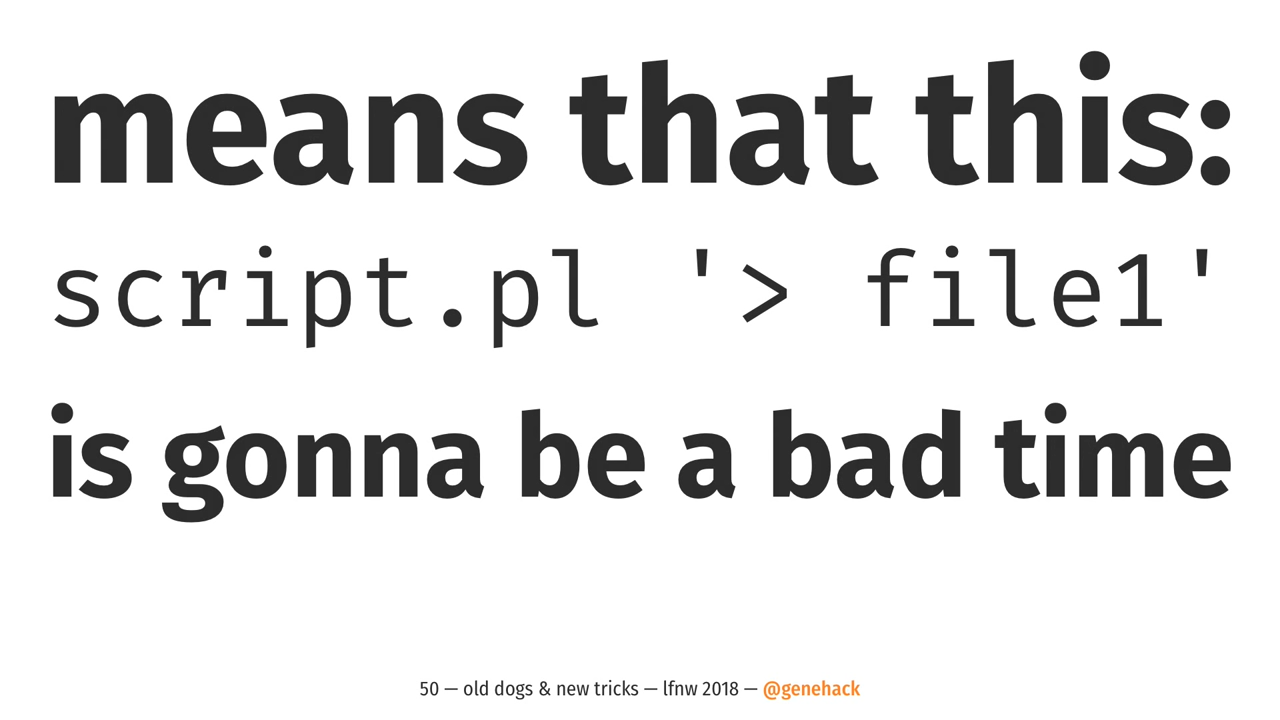 means that this:
script.pl '> file1'
is gonna be a bad time
50 — old dogs & new tricks — lfnw 2018 — @genehack